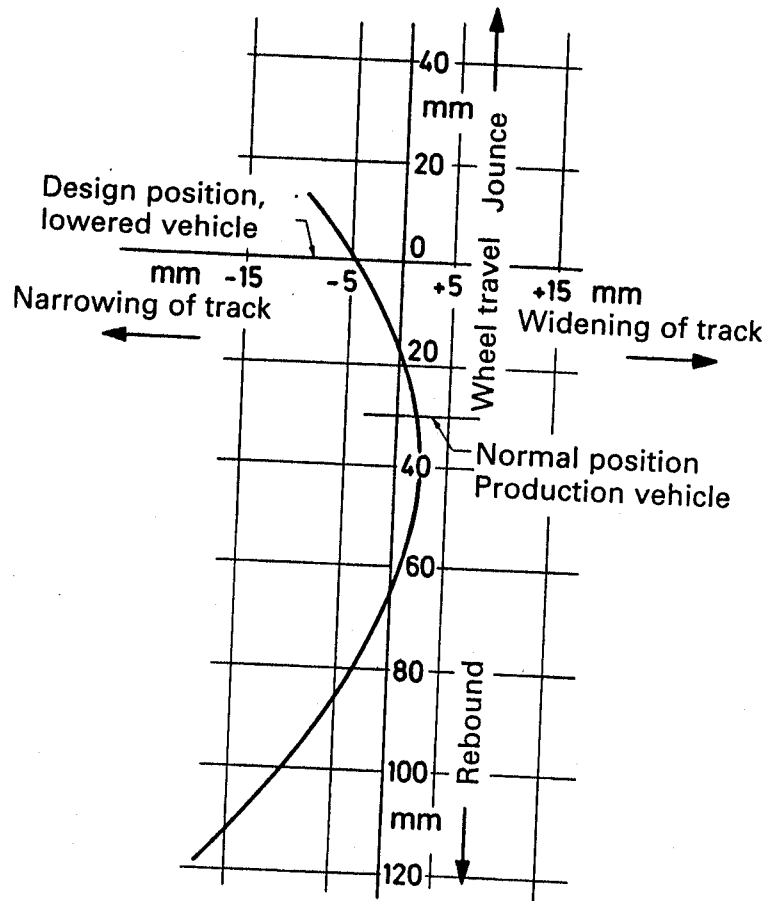 40
mm
20
Jounce
Design position,
lowered vehicle
0
mm -15 -5 +5 +15 mm
Narrowing of track
Wheel travel
Widening of track
20
40
Normal position
Production vehicle
60
80
Rebound
100
mm
120